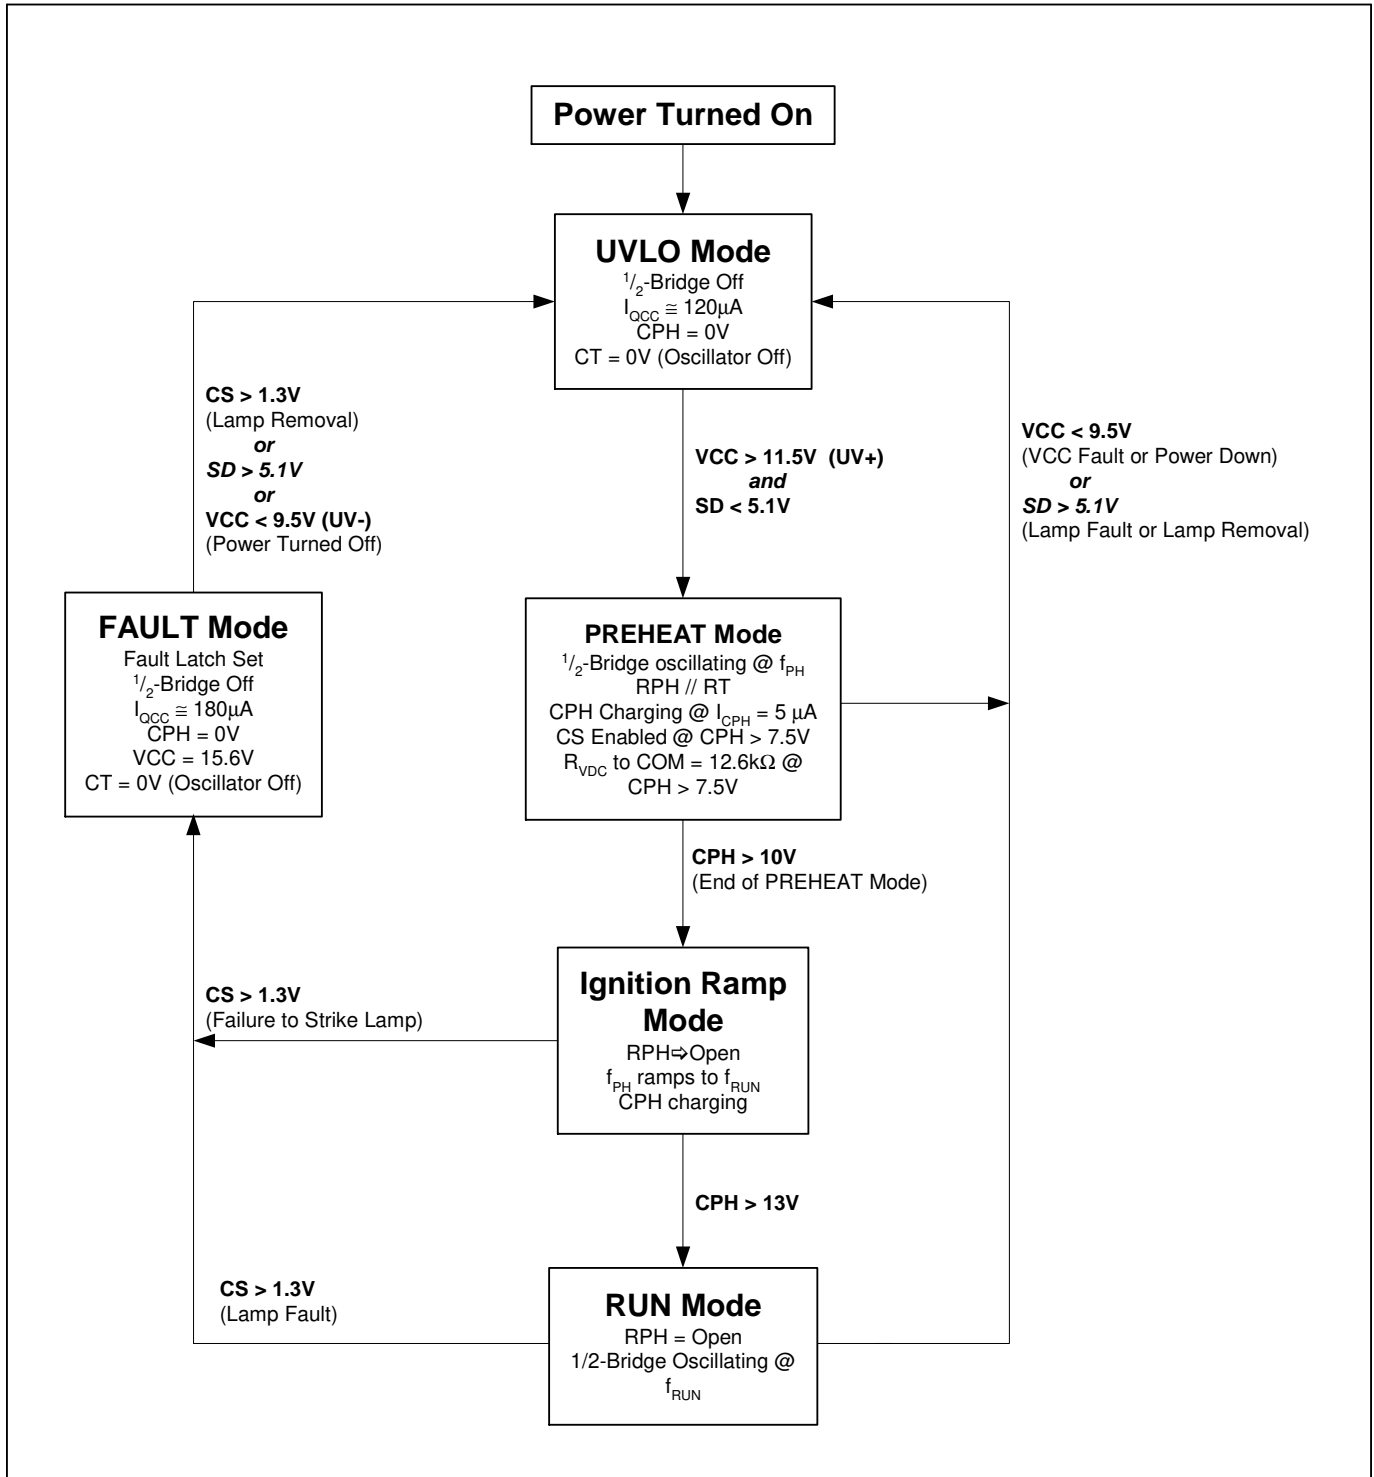 Power Turned On
UVLO Mode
1/2-Bridge Off
IQCC ≅ 120μA
CPH = 0V
CT = 0V (Oscillator Off)
CS > 1.3V
(Lamp Removal)
or
SD > 5.1V
or
VCC < 9.5V (UV-)
(Power Turned Off)
VCC > 11.5V (UV+)
and
SD < 5.1V
VCC < 9.5V
(VCC Fault or Power Down)
or
SD > 5.1V
(Lamp Fault or Lamp Removal)
FAULT Mode
Fault Latch Set
1/2-Bridge Off
IQCC ≅ 180μA
CPH = 0V
VCC = 15.6V
CT = 0V (Oscillator Off)
PREHEAT Mode
1/2-Bridge oscillating @ fPH
RPH // RT
CPH Charging @ ICPH = 5 μA
CS Enabled @ CPH > 7.5V
RVDC to COM = 12.6kΩ @
CPH > 7.5V
CPH > 10V
(End of PREHEAT Mode)
CS > 1.3V
(Failure to Strike Lamp)
Ignition Ramp
Mode
RPH⇨Open
fPH ramps to fRUN
CPH charging
CPH > 13V
CS > 1.3V
(Lamp Fault)
RUN Mode
RPH = Open
1/2-Bridge Oscillating @
fRUN